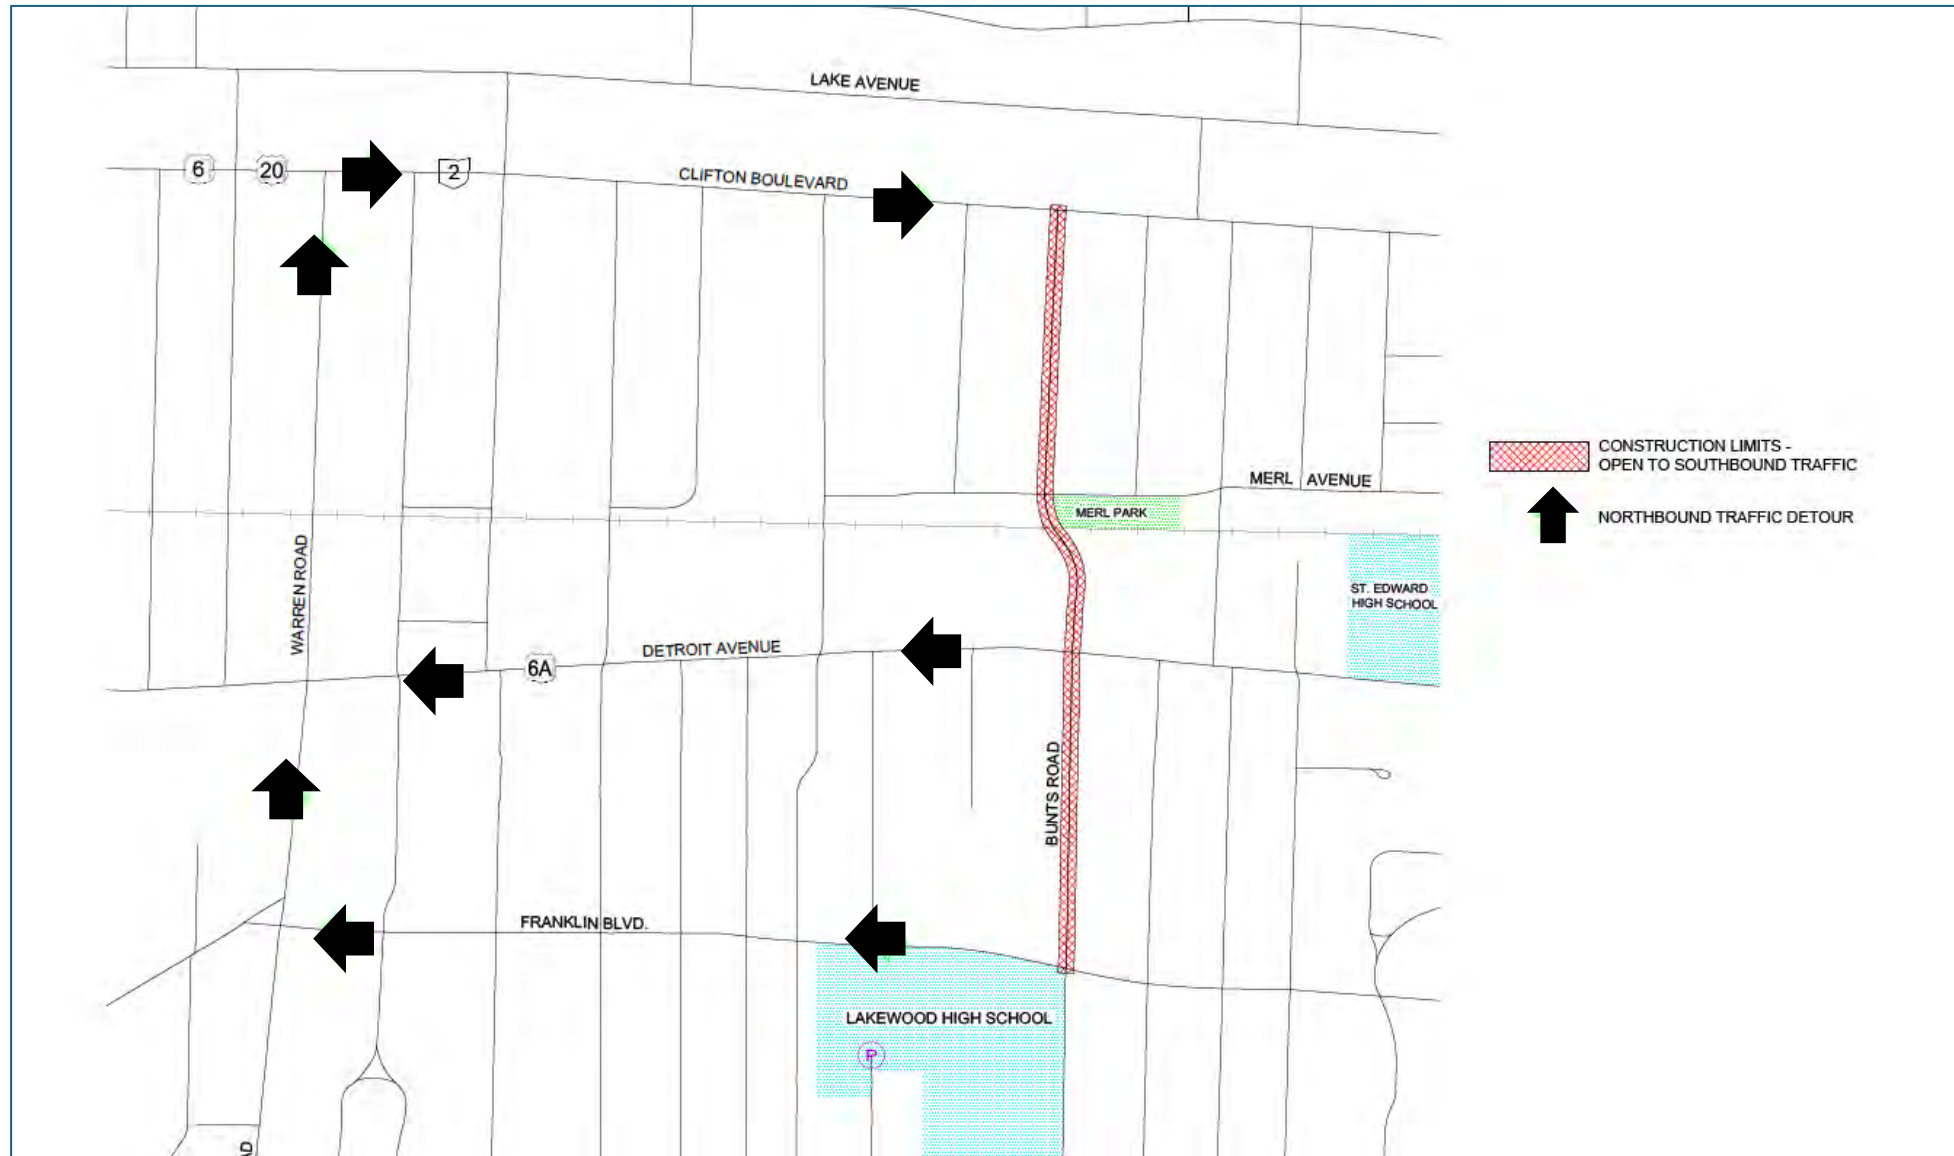 LAKE AVENUE
6
20
2
CLIFTON BOULEVARD
CONSTRUCTION LIMITS -
OPEN TO SOUTHBOUND TRAFFIC
MERL AVENUE
MERL PARK
NORTHBOUND TRAFFIC DETOUR
WARREN ROAD
ST. EDWARD
HIGH SCHOOL
DETROIT AVENUE
6A
BUNTS ROAD
FRANKLIN BLVD.
LAKEWOOD HIGH SCHOOL
P
AD